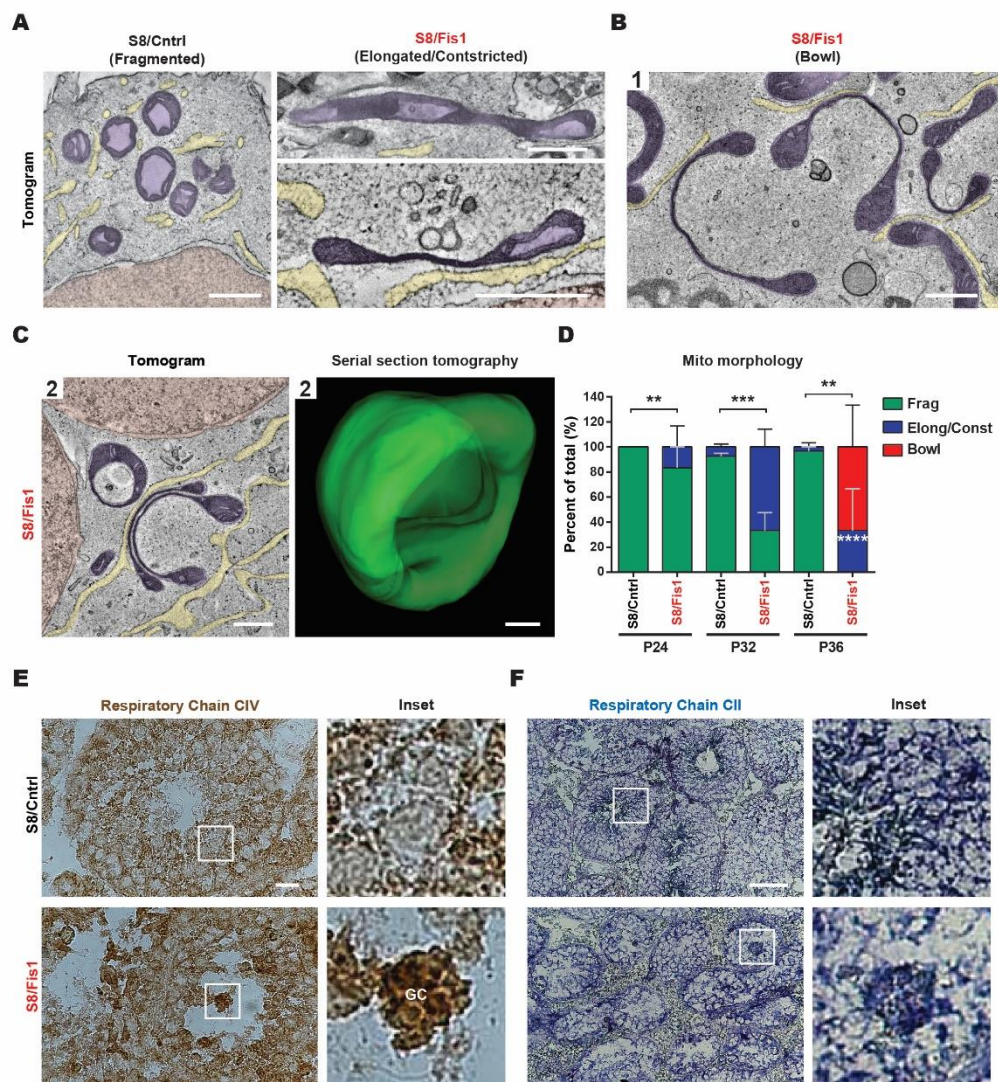 A
S8/Cntrl
(Fragmented)
S8/Fis1
(Elongated/Contstricted)
Tomogram
B
S8/Fis1
(Bowl)
1
C
Tomogram
Serial section tomography
S8/Fis1
2
2
D
Mito morphology
Percent of total (%)
140
120
100
80
60
40
20
0
**
***
**
****
Frag
Elong/Const
Bowl
S8/Cntrl
S8/Fis1
S8/Cntrl
S8/Fis1
S8/Cntrl
S8/Fis1
P24
P32
P36
E
Respiratory Chain CIV
Inset
S8/Cntrl
S8/Fis1
GC
F
Respiratory Chain CII
Inset